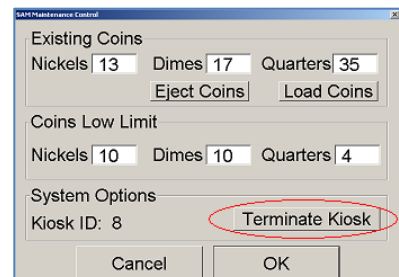 SAM Maintenance Control
Existing Coins
Nickels 13 Dimes 17 Quarters 35
Eject Coins Load Coins
Coins Low Limit
Nickels 10 Dimes 10 Quarters 4
System Options
Kiosk ID: 8 Terminate Kiosk
Cancel OK